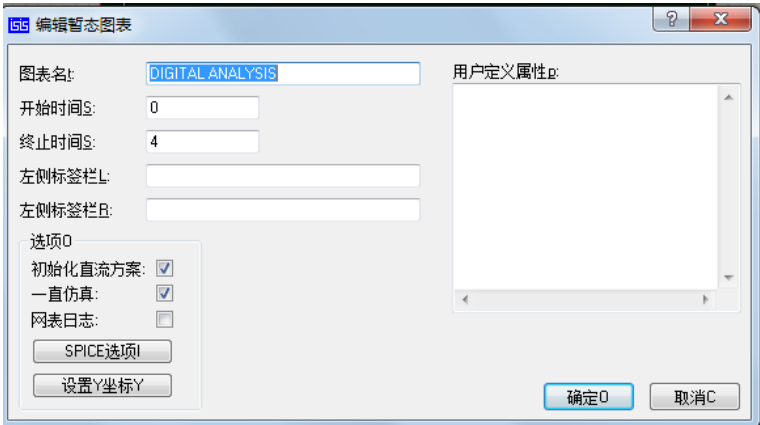 ISIS 编辑暂态图表
图表名I: DIGITAL ANALYSIS
开始时间S: 0
终止时间S: 4
左侧标签栏L:
左侧标签栏R:
选项O
初始化直流方案:
一直仿真:
网表日志:
SPICE选项I
设置Y坐标Y
用户定义属性p:
确定O
取消C